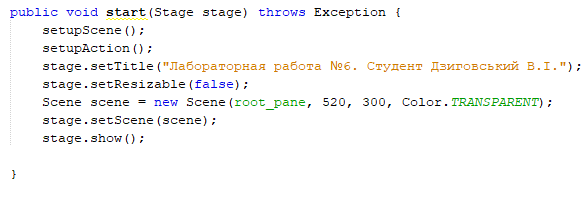 public void start(Stage stage) throws Exception {
setupScene();
setupAction();
stage.setTitle("Лабораторная работа №6. Студент Дзиговський В.І.");
stage.setResizable(false);
Scene scene = new Scene(root_pane, 520, 300, Color.TRANSPARENT);
stage.setScene(scene);
stage.show();
}